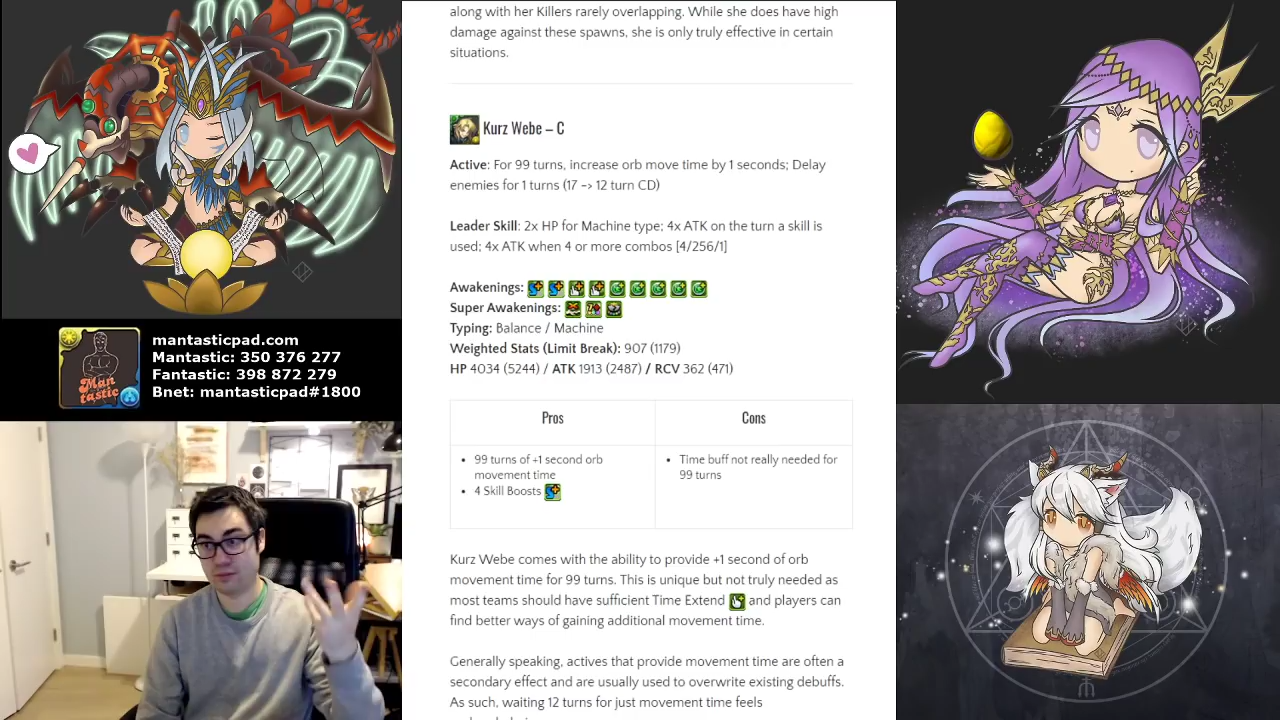 along with her Killers rarely overlapping. While she does have high
damage against these spawns, she is only truly effective in certain
situations.
Kurz Webe – C
Active: For 99 turns, increase orb move time by 1 seconds; Delay
enemies for 1 turns (17 -> 12 turn CD)
Leader Skill: 2x HP for Machine type; 4x ATK on the turn a skill is
used; 4x ATK when 4 or more combos [4/256/1]
Awakenings:
Super Awakenings:
Typing: Balance / Machine
Weighted Stats (Limit Break): 907 (1179)
HP 4034 (5244) / ATK 1913 (2487) / RCV 362 (471)
Pros
Cons
99 turns of +1 second orb
movement time
4 Skill Boosts
Time buff not really needed for
99 turns
Kurz Webe comes with the ability to provide +1 second of orb
movement time for 99 turns. This is unique but not truly needed as
most teams should have sufficient Time Extend and players can
find better ways of gaining additional movement time.
Generally speaking, actives that provide movement time are often a
secondary effect and are usually used to overwrite existing debuffs.
As such, waiting 12 turns for just movement time feels
Man
tastic
mantasticpad.com
Mantastic: 350 376 277
Fantastic: 398 872 279
Bnet: mantasticpad#1800